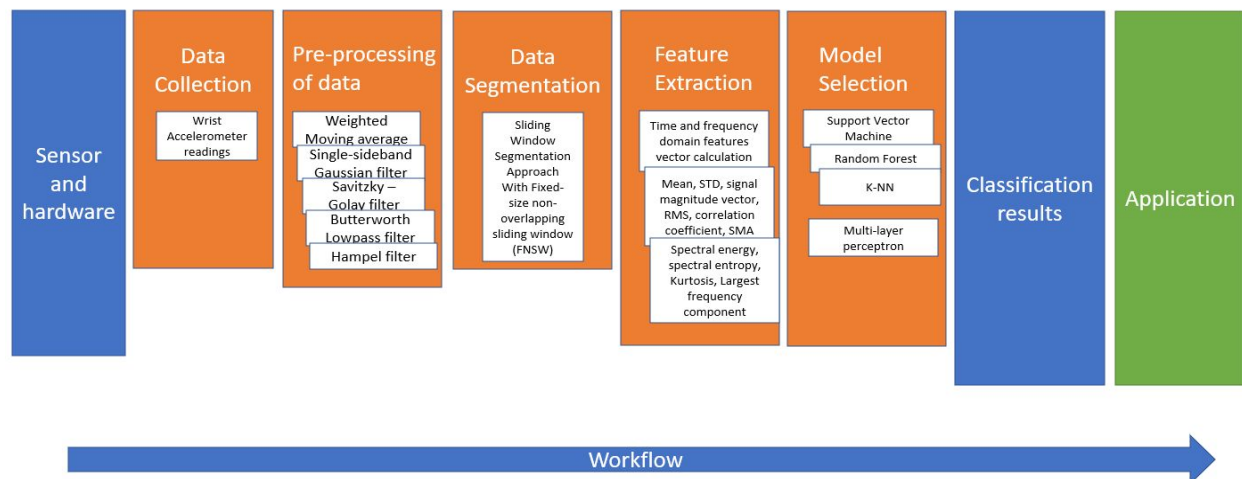 Sensor
and
hardware
Data
Collection
Wrist
Accelerometer
readings
Pre-processing
of data
Weighted
Moving average
Single-sideband
Gaussian filter
Savitzky –
Golay filter
Butterworth
Lowpass filter
Hampel filter
Data
Segmentation
Sliding
Window
Segmentation
Approach
With Fixed-
size non-
overlapping
sliding window
(FNSW)
Feature
Extraction
Time and frequency
domain features
vector calculation
Mean, STD, signal
magnitude vector,
RMS, correlation
coefficient, SMA
Spectral energy,
spectral entropy,
Kurtosis, Largest
frequency
component
Model
Selection
Support Vector
Machine
Random Forest
K-NN
Multi-layer
perceptron
Classification
results
Application
Workflow